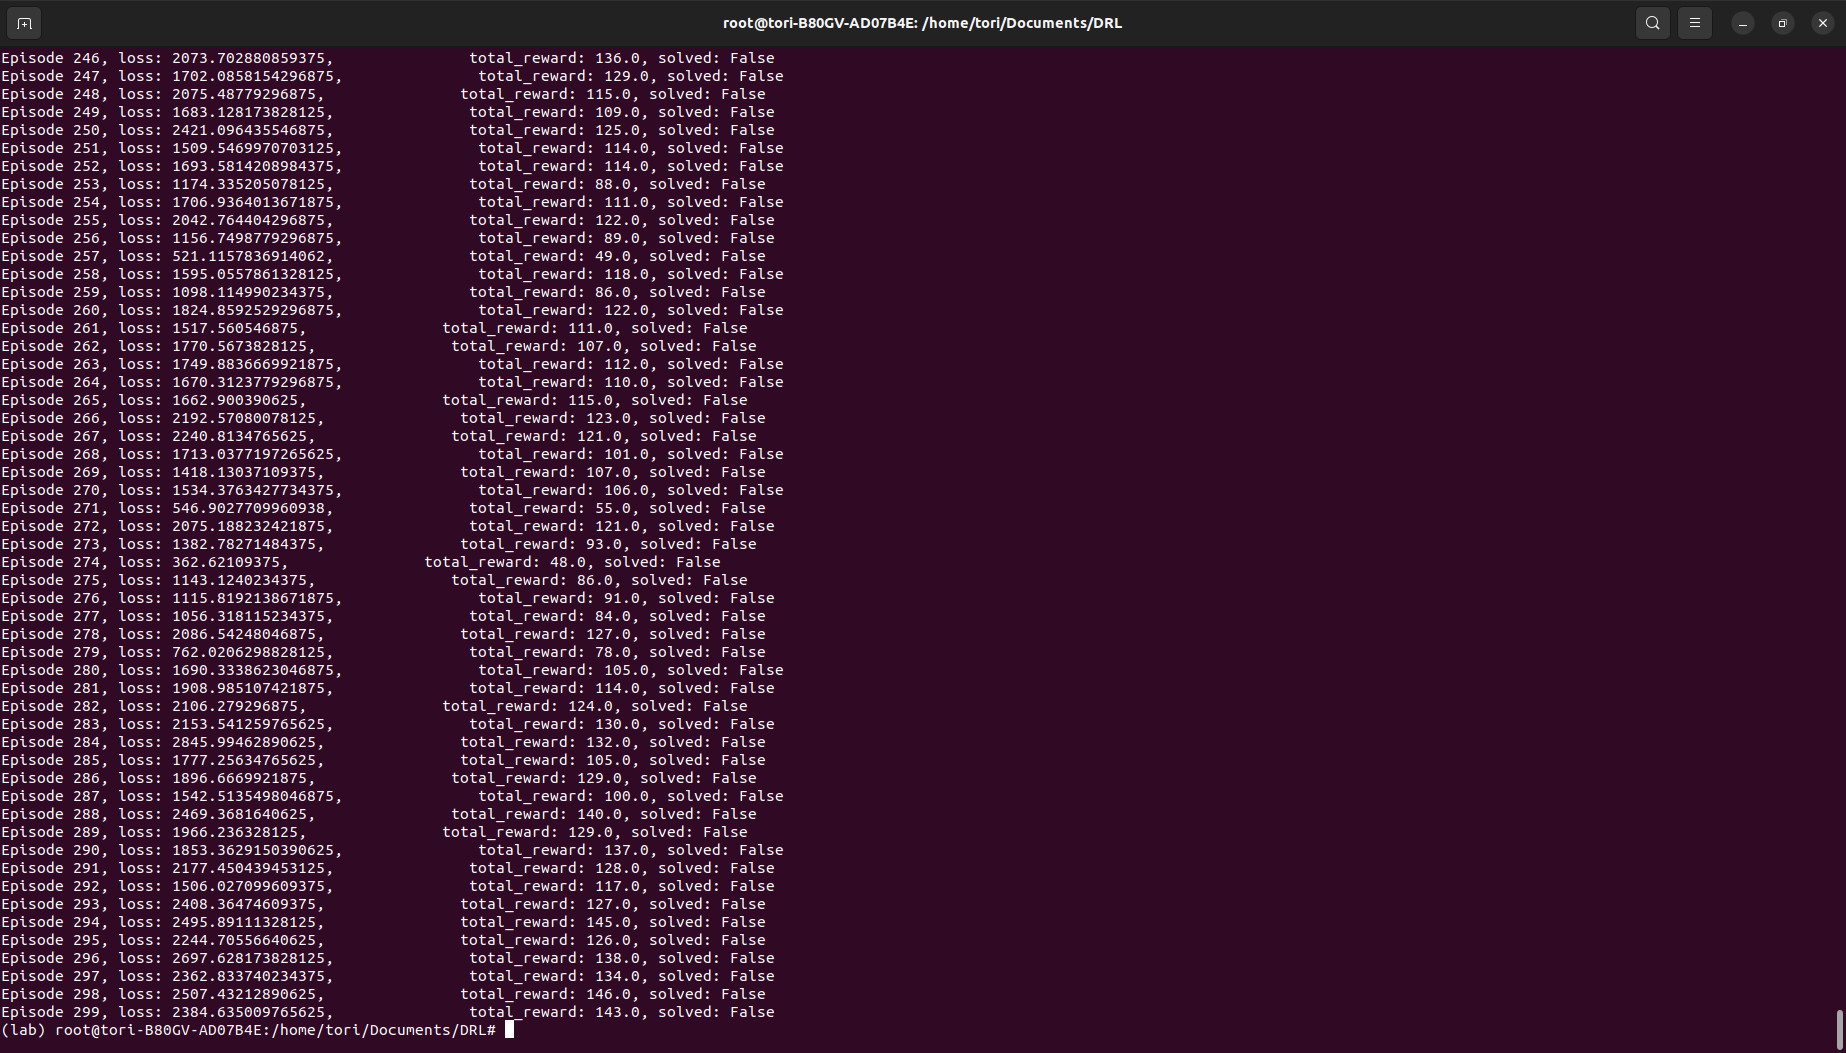 root@tori-B80GV-AD07B4E: /home/tori/Documents/DRL
Episode 246, loss: 2073.702880859375, total_reward: 136.0, solved: False
Episode 247, loss: 1702.0858154296875, total_reward: 129.0, solved: False
Episode 248, loss: 2075.48779296875, total_reward: 115.0, solved: False
Episode 249, loss: 1683.128173828125, total_reward: 109.0, solved: False
Episode 250, loss: 2421.096435546875, total_reward: 125.0, solved: False
Episode 251, loss: 1509.5469970703125, total_reward: 114.0, solved: False
Episode 252, loss: 1693.5814208984375, total_reward: 114.0, solved: False
Episode 253, loss: 1174.335205078125, total_reward: 88.0, solved: False
Episode 254, loss: 1706.9364013671875, total_reward: 111.0, solved: False
Episode 255, loss: 2042.764404296875, total_reward: 122.0, solved: False
Episode 256, loss: 1156.7498779296875, total_reward: 89.0, solved: False
Episode 257, loss: 521.1157836914062, total_reward: 49.0, solved: False
Episode 258, loss: 1595.0557861328125, total_reward: 118.0, solved: False
Episode 259, loss: 1098.114990234375, total_reward: 86.0, solved: False
Episode 260, loss: 1824.8592529296875, total_reward: 122.0, solved: False
Episode 261, loss: 1517.560546875, total_reward: 111.0, solved: False
Episode 262, loss: 1770.5673828125, total_reward: 107.0, solved: False
Episode 263, loss: 1749.8836669921875, total_reward: 112.0, solved: False
Episode 264, loss: 1670.3123779296875, total_reward: 110.0, solved: False
Episode 265, loss: 1662.900390625, total_reward: 115.0, solved: False
Episode 266, loss: 2192.57080078125, total_reward: 123.0, solved: False
Episode 267, loss: 2240.8134765625, total_reward: 121.0, solved: False
Episode 268, loss: 1713.0377197265625, total_reward: 101.0, solved: False
Episode 269, loss: 1418.13037109375, total_reward: 107.0, solved: False
Episode 270, loss: 1534.3763427734375, total_reward: 106.0, solved: False
Episode 271, loss: 546.9027709960938, total_reward: 55.0, solved: False
Episode 272, loss: 2075.188232421875, total_reward: 121.0, solved: False
Episode 273, loss: 1382.78271484375, total_reward: 93.0, solved: False
Episode 274, loss: 362.62109375, total_reward: 48.0, solved: False
Episode 275, loss: 1143.1240234375, total_reward: 86.0, solved: False
Episode 276, loss: 1115.8192138671875, total_reward: 91.0, solved: False
Episode 277, loss: 1056.318115234375, total_reward: 84.0, solved: False
Episode 278, loss: 2086.54248046875, total_reward: 127.0, solved: False
Episode 279, loss: 762.0206298828125, total_reward: 78.0, solved: False
Episode 280, loss: 1690.3338623046875, total_reward: 105.0, solved: False
Episode 281, loss: 1908.985107421875, total_reward: 114.0, solved: False
Episode 282, loss: 2106.279296875, total_reward: 124.0, solved: False
Episode 283, loss: 2153.541259765625, total_reward: 130.0, solved: False
Episode 284, loss: 2845.99462890625, total_reward: 132.0, solved: False
Episode 285, loss: 1777.25634765625, total_reward: 105.0, solved: False
Episode 286, loss: 1896.6669921875, total_reward: 129.0, solved: False
Episode 287, loss: 1542.5135498046875, total_reward: 100.0, solved: False
Episode 288, loss: 2469.3681640625, total_reward: 140.0, solved: False
Episode 289, loss: 1966.236328125, total_reward: 129.0, solved: False
Episode 290, loss: 1853.3629150390625, total_reward: 137.0, solved: False
Episode 291, loss: 2177.450439453125, total_reward: 128.0, solved: False
Episode 292, loss: 1506.027099609375, total_reward: 117.0, solved: False
Episode 293, loss: 2408.36474609375, total_reward: 127.0, solved: False
Episode 294, loss: 2495.89111328125, total_reward: 145.0, solved: False
Episode 295, loss: 2244.70556640625, total_reward: 126.0, solved: False
Episode 296, loss: 2697.628173828125, total_reward: 138.0, solved: False
Episode 297, loss: 2362.833740234375, total_reward: 134.0, solved: False
Episode 298, loss: 2507.43212890625, total_reward: 146.0, solved: False
Episode 299, loss: 2384.635009765625, total_reward: 143.0, solved: False
(lab) root@tori-B80GV-AD07B4E:/home/tori/Documents/DRL#